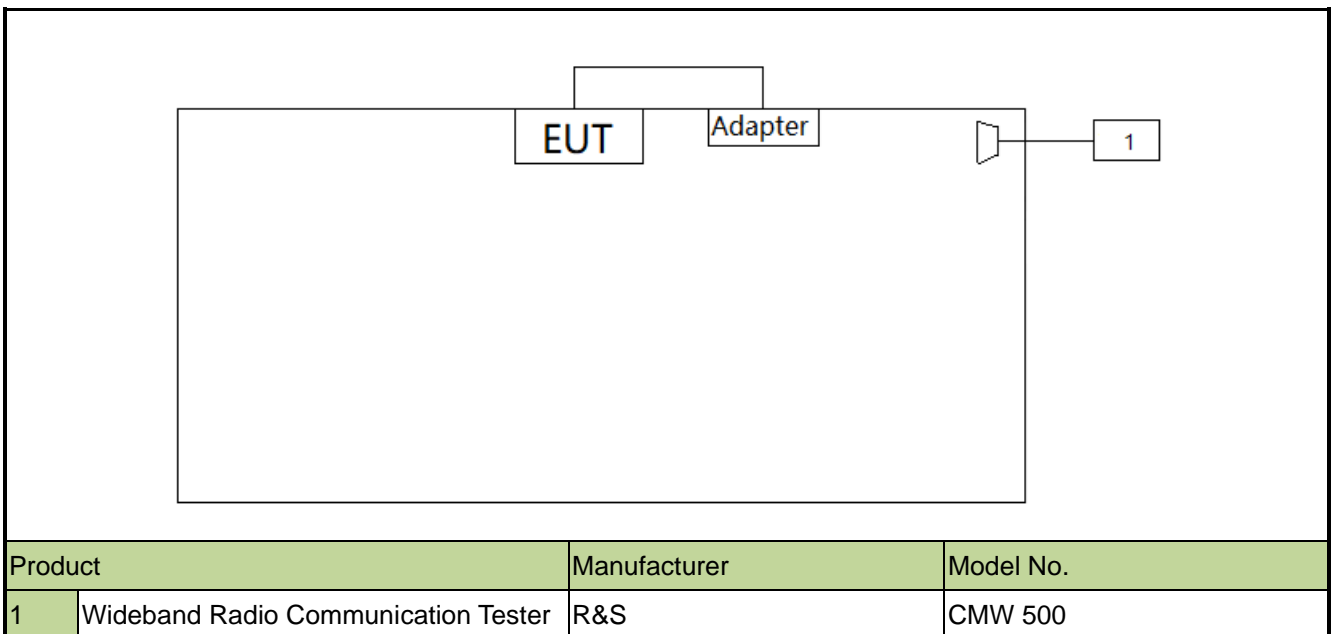 EUT
Adapter
1
Product Manufacturer Model No.
1 Wideband Radio Communication Tester R&S CMW 500